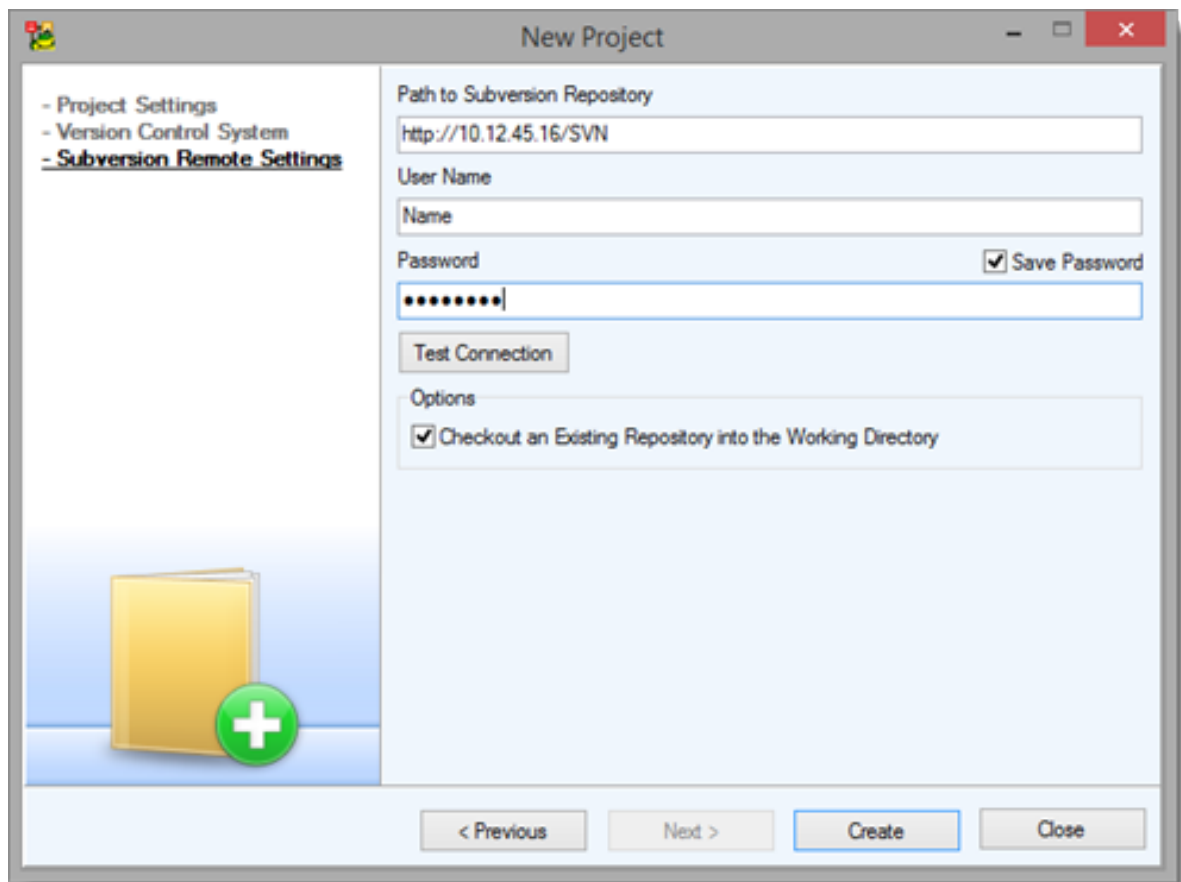 New Project
- Project Settings
- Version Control System
- Subversion Remote Settings
Path to Subversion Repository
http://10.12.45.16/SVN
User Name
Name
Password
Save Password
••••••••
Test Connection
Options
Checkout an Existing Repository into the Working Directory
< Previous
Next >
Create
Close